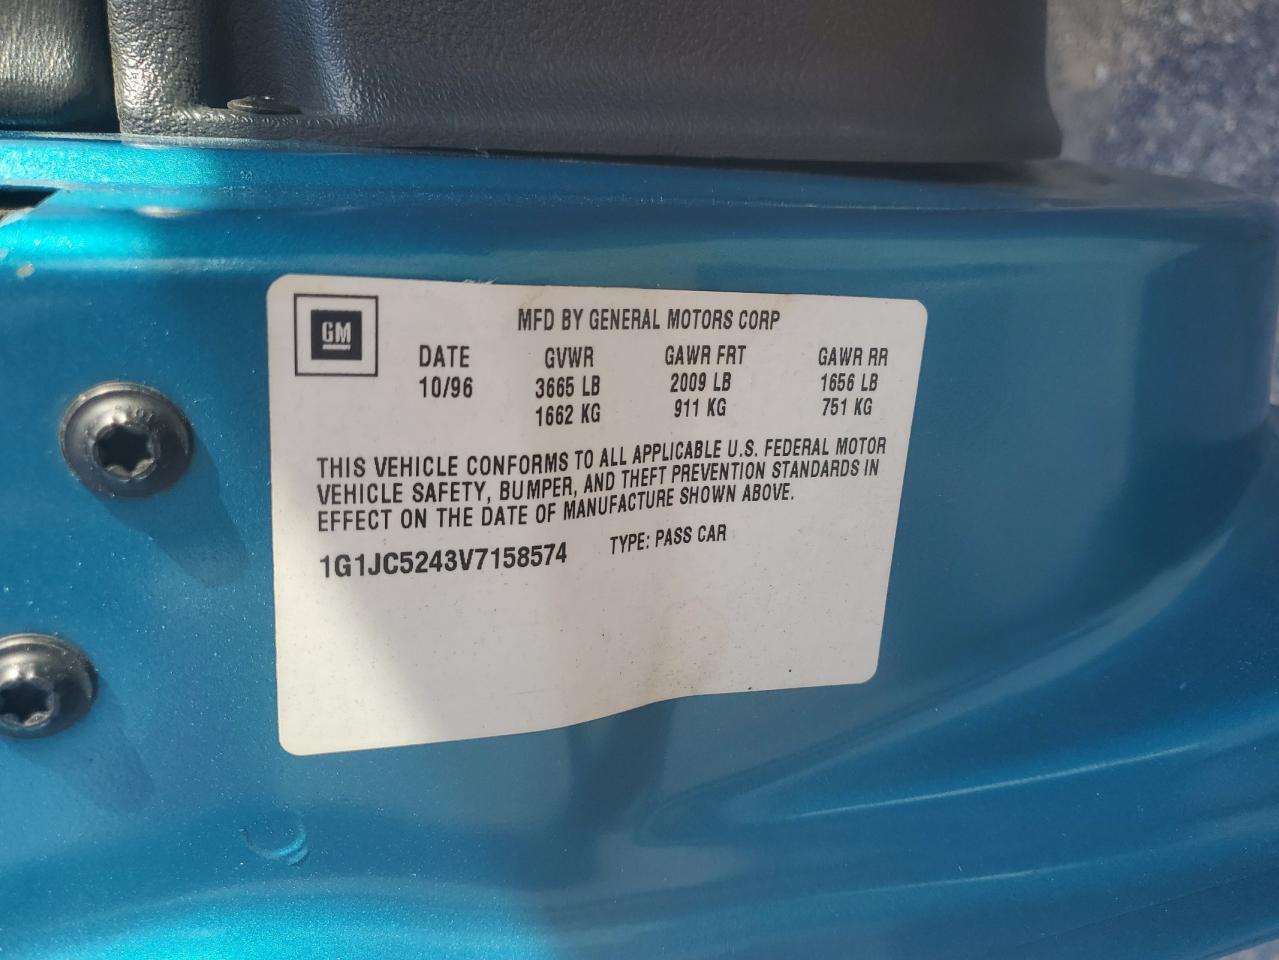 GM
MFD BY GENERAL MOTORS CORP
DATE GVWR GAWR FRT GAWR RR
10/96 3665 LB 2009 LB 1656 LB
1662 KG 911 KG 751 KG
THIS VEHICLE CONFORMS TO ALL APPLICABLE U.S. FEDERAL MOTOR
VEHICLE SAFETY, BUMPER, AND THEFT PREVENTION STANDARDS IN
EFFECT ON THE DATE OF MANUFACTURE SHOWN ABOVE.
1G1JC5243V7158574 TYPE: PASS CAR